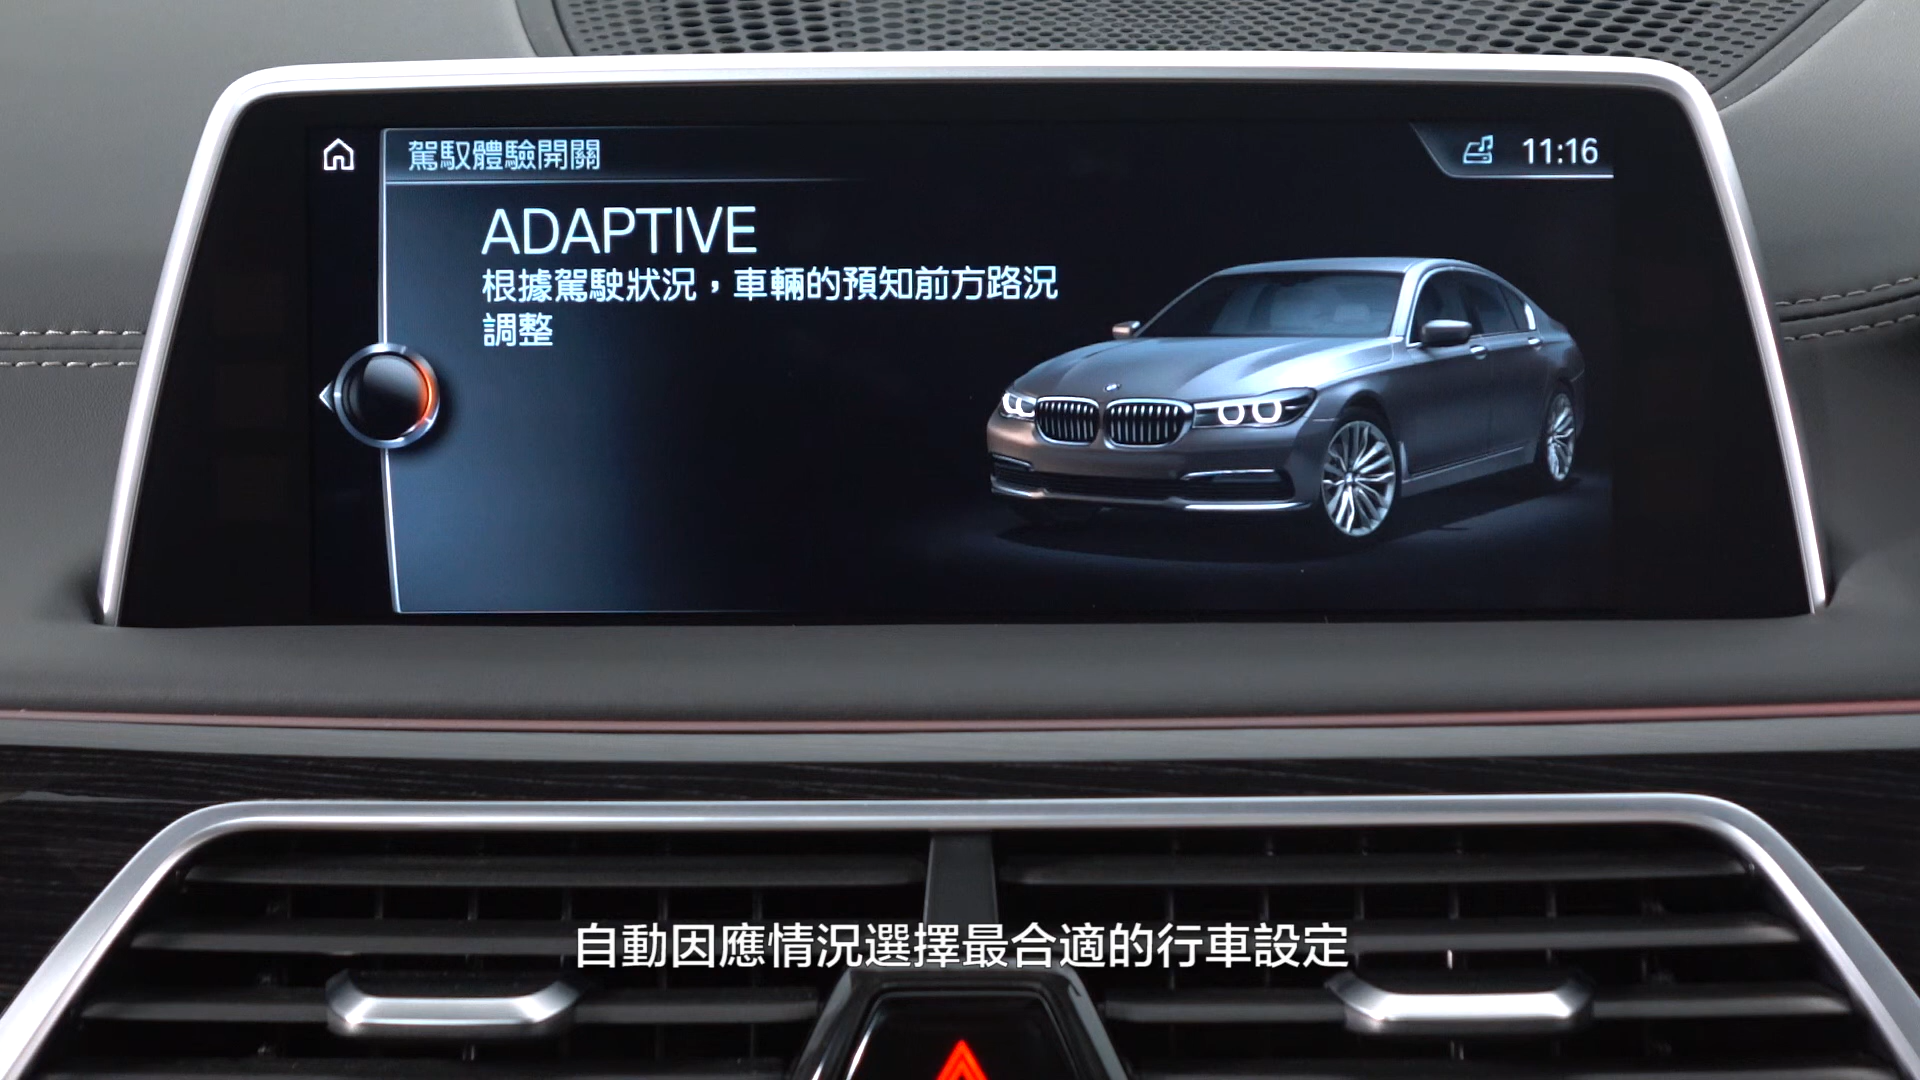 駕馭體驗開關
11:16
ADAPTIVE
根據駕駛狀況，車輛的預知前方路況
調整
自動因應情況選擇最合適的行車設定